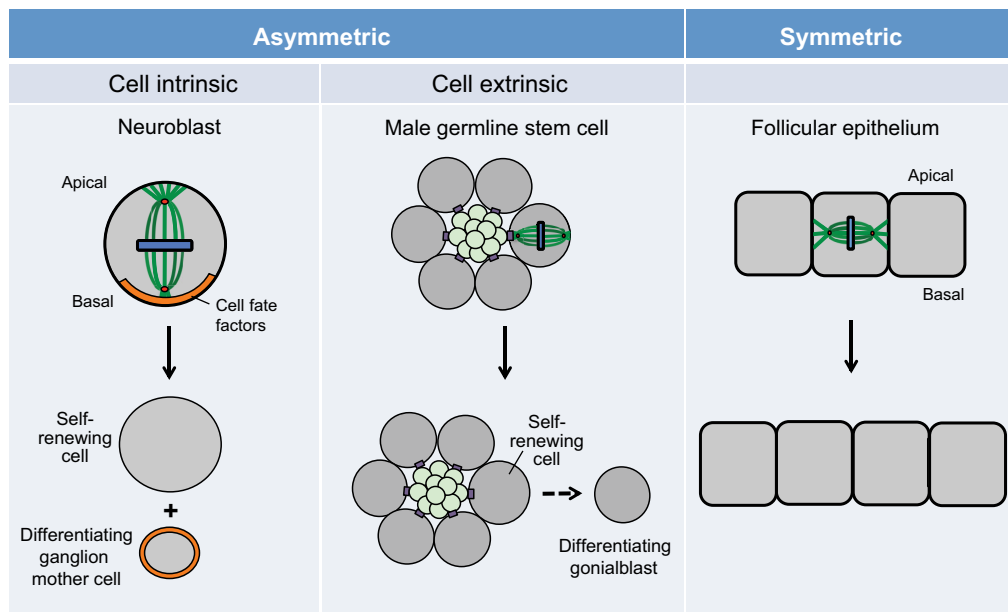 Asymmetric
Symmetric
Cell intrinsic
Cell extrinsic
Neuroblast
Apical
Basal
Cell fate
factors
Self-
renewing
cell
+
Differentiating
ganglion
mother cell
Male germline stem cell
Self-
renewing
cell
Differentiating
gonialblast
Follicular epithelium
Apical
Basal